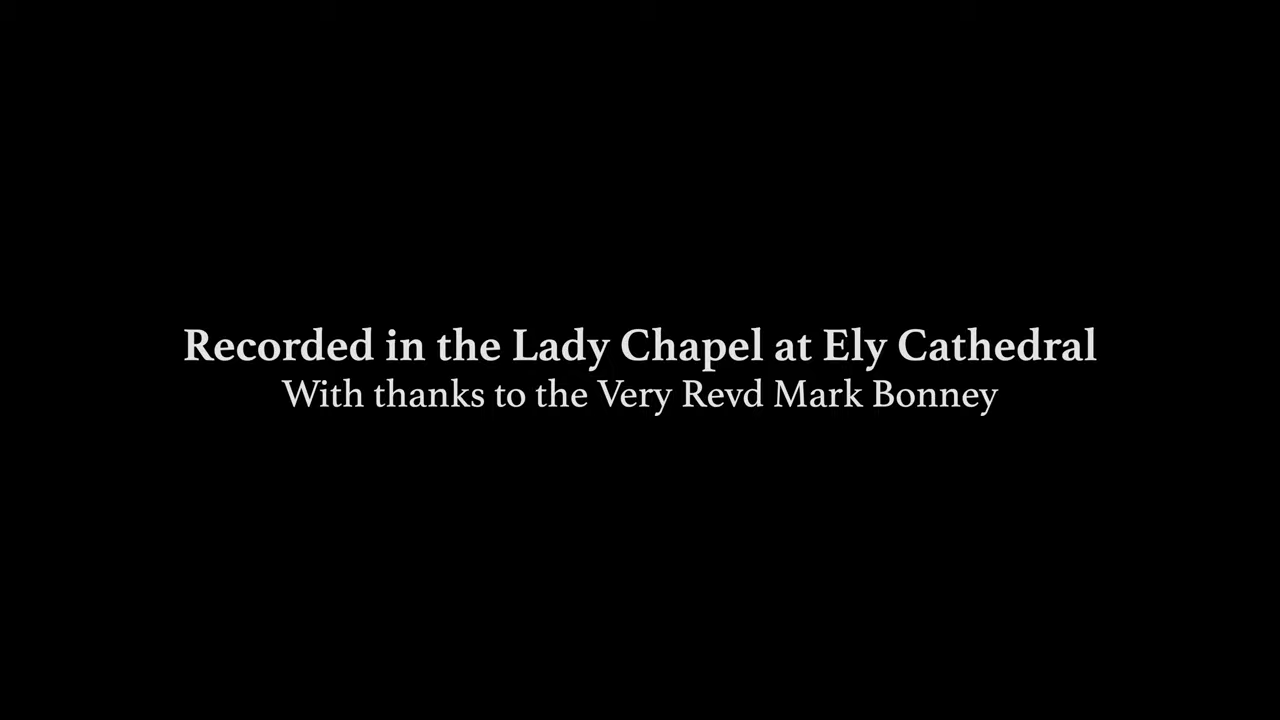 Recorded in the Lady Chapel at Ely Cathedral
With thanks to the Very Revd Mark Bonney